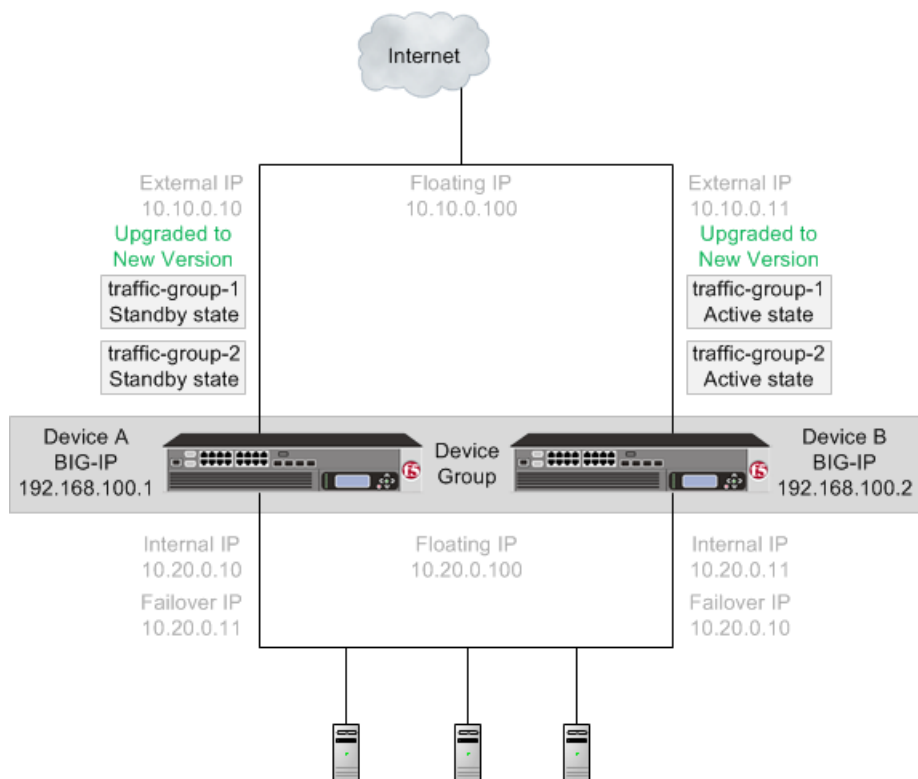 Internet
External IP
10.10.0.10
Floating IP
10.10.0.100
External IP
10.10.0.11
Upgraded to
New Version
Upgraded to
New Version
traffic-group-1
Standby state
traffic-group-1
Active state
traffic-group-2
Standby state
traffic-group-2
Active state
Device A
BIG-IP
192.168.100.1
f5
Device
Group
f5
Device B
BIG-IP
192.168.100.2
Internal IP
10.20.0.10
Floating IP
10.20.0.100
Internal IP
10.20.0.11
Failover IP
10.20.0.11
Failover IP
10.20.0.10